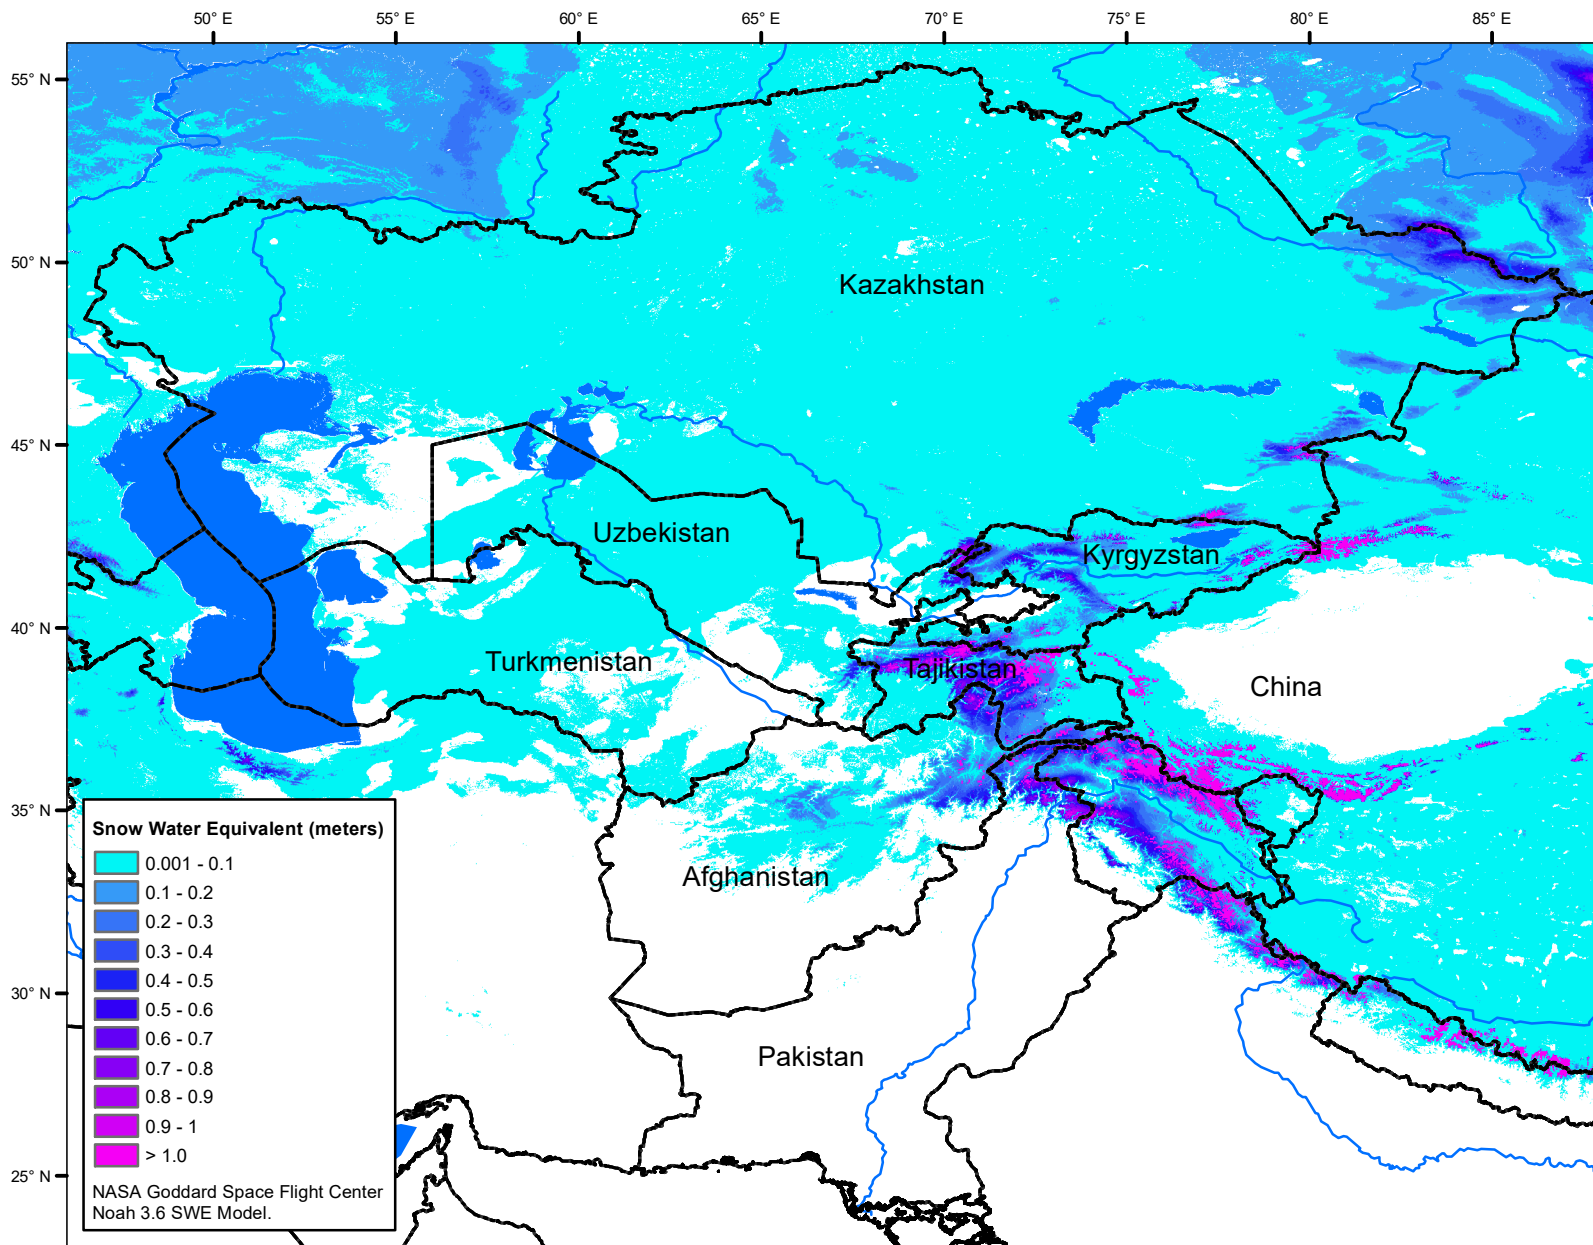 50° E 55° E 60° E 65° E 70° E 75° E 80° E 85° E
55° N
50° N
Kazakhstan
45° N
Uzbekistan
Kyrgyzstan
40° N
Turkmenistan
Tajikistan
China
35° N
Snow Water Equivalent (meters)
0.001 - 0.1
0.1 - 0.2
0.2 - 0.3
0.3 - 0.4
0.4 - 0.5
0.5 - 0.6
0.6 - 0.7
0.7 - 0.8
0.8 - 0.9
0.9 - 1
> 1.0
NASA Goddard Space Flight Center
Noah 3.6 SWE Model.
Afghanistan
30° N
Pakistan
25° N